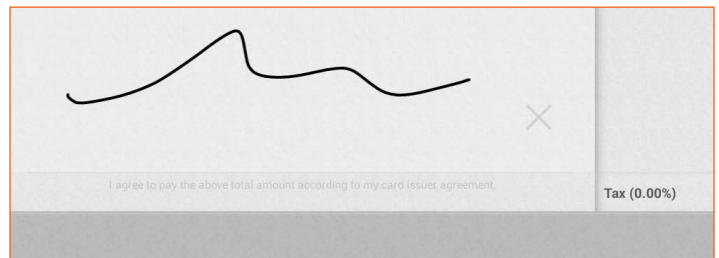 I agree to pay the above total amount according to my card issuer agreement.
Tax (0.00%)